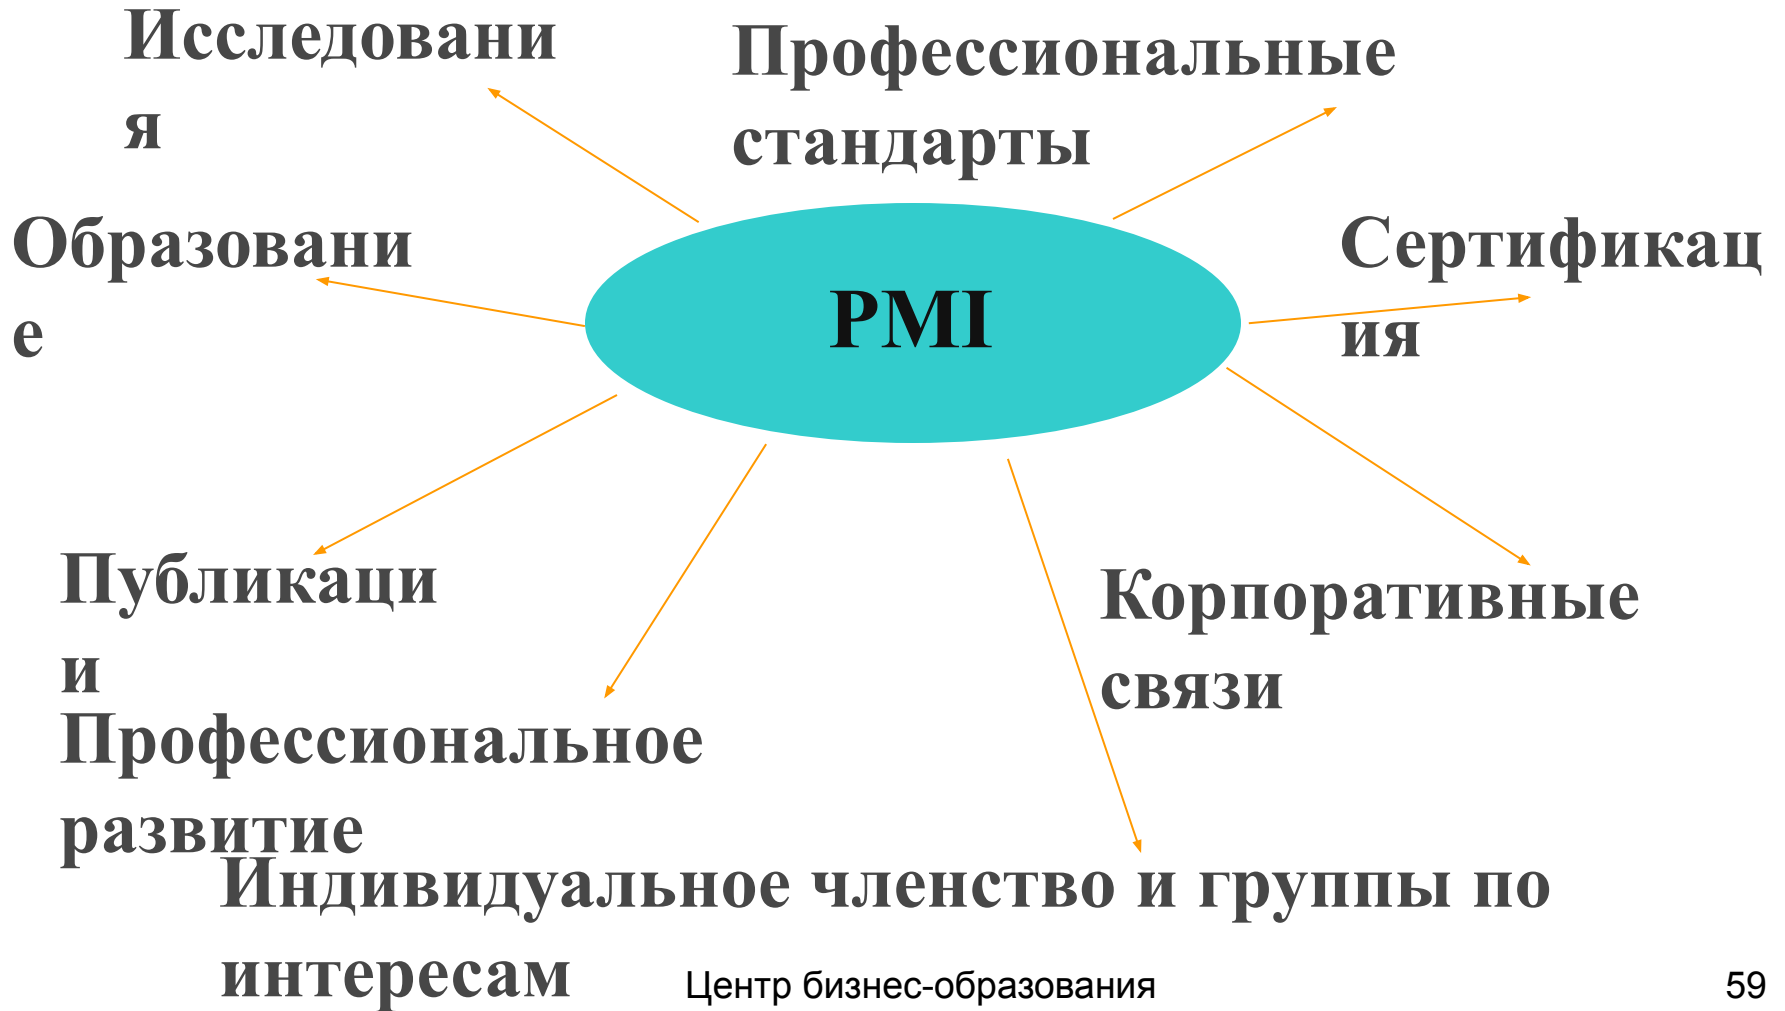 Исследовани
я
Профессиональные
стандарты
Образовани
е
PMI
Сертификац
ия
Публикаци
и
Корпоративные
связи
Профессиональное
развитие
Индивидуальное членство и группы по
интересам
Центр бизнес-образования
59